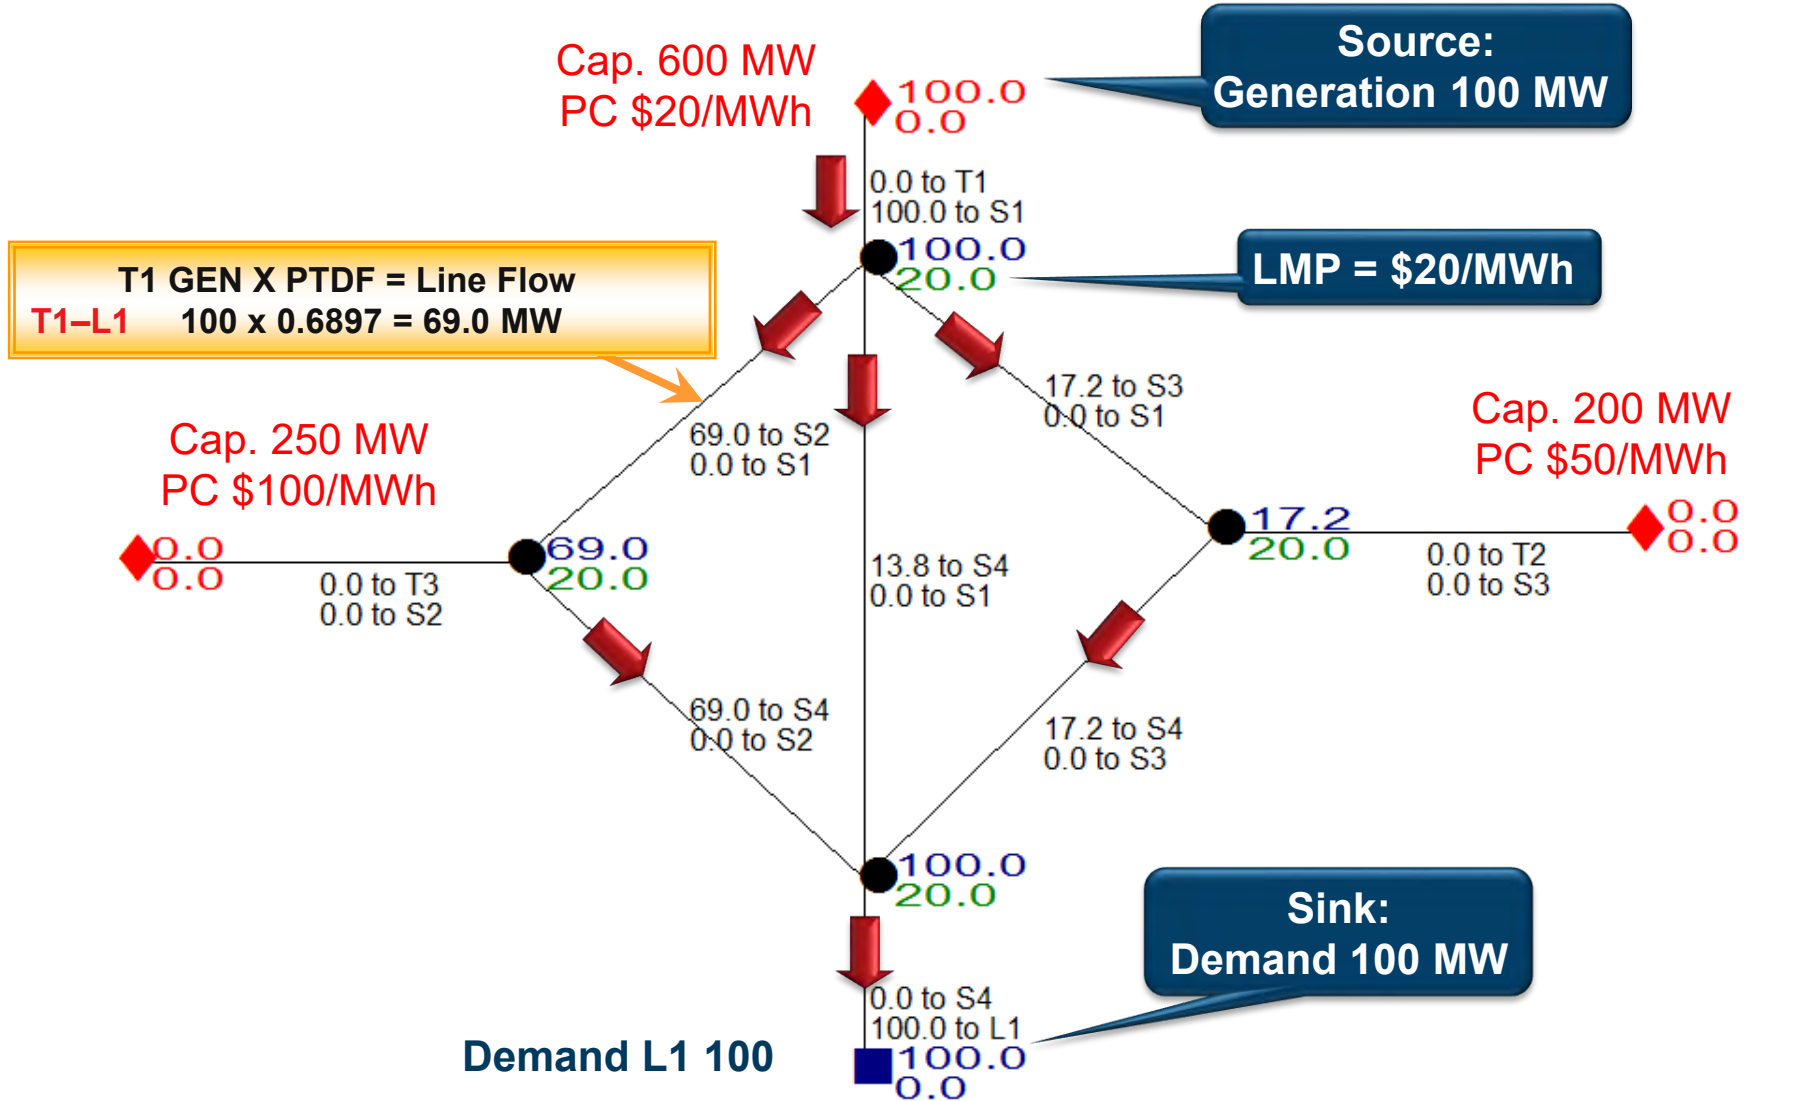 Source:
Generation 100 MW
Cap. 600 MW
PC $20/MWh
100.0
0.0
0.0 to T1
100.0 to S1
100.0
20.0
LMP = $20/MWh
T1 GEN X PTDF = Line Flow
T1–L1 100 x 0.6897 = 69.0 MW
17.2 to S3
0.0 to S1
69.0 to S2
0.0 to S1
Cap. 250 MW
PC $100/MWh
Cap. 200 MW
PC $50/MWh
0.0
0.0
0.0 to T3
0.0 to S2
69.0
20.0
13.8 to S4
0.0 to S1
17.2
20.0
0.0 to T2
0.0 to S3
0.0
0.0
69.0 to S4
0.0 to S2
17.2 to S4
0.0 to S3
100.0
20.0
Sink:
Demand 100 MW
0.0 to S4
100.0 to L1
Demand L1 100
100.0
0.0